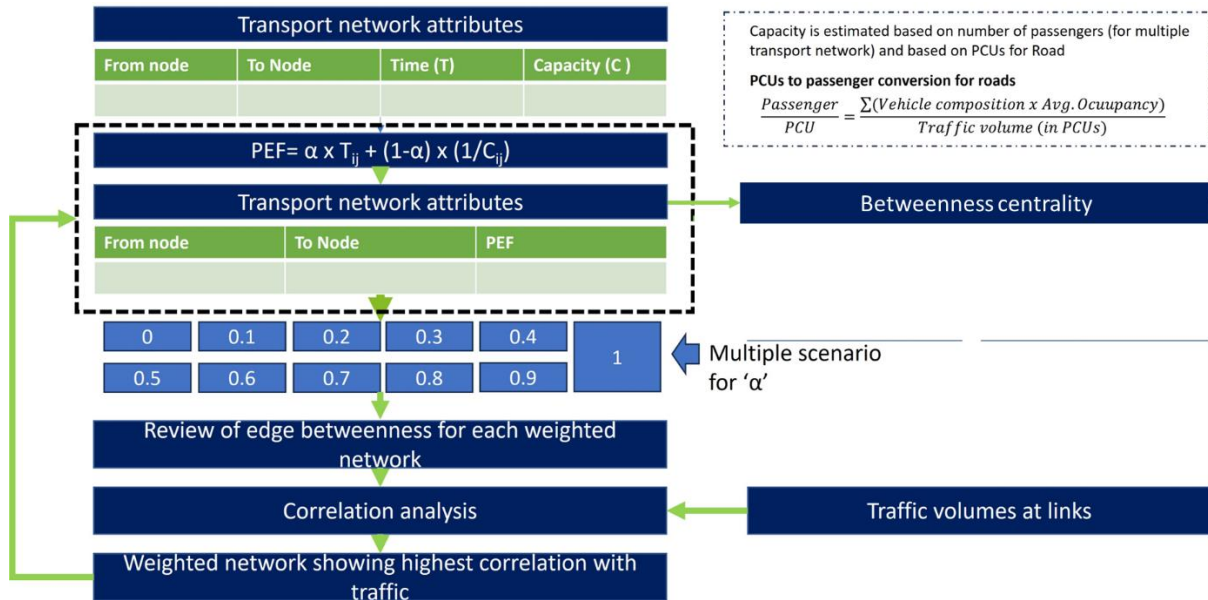 Transport network attributes
From node To Node Time (T) Capacity (C )
PEF= α x Tij + (1-α) x (1/Cij)
Transport network attributes
From node To Node PEF
0 0.1 0.2 0.3 0.4
1
0.5 0.6 0.7 0.8 0.9
Multiple scenario
for ‘α’
Review of edge betweenness for each weighted
network
Correlation analysis
Weighted network showing highest correlation with
traffic
Capacity is estimated based on number of passengers (for multiple
transport network) and based on PCUs for Road
PCUs to passenger conversion for roads
Passenger/PCU = ∑(Vehicle composition x Avg. Ocuupancy)/Traffic volume (in PCUs)
Betweenness centrality
Traffic volumes at links